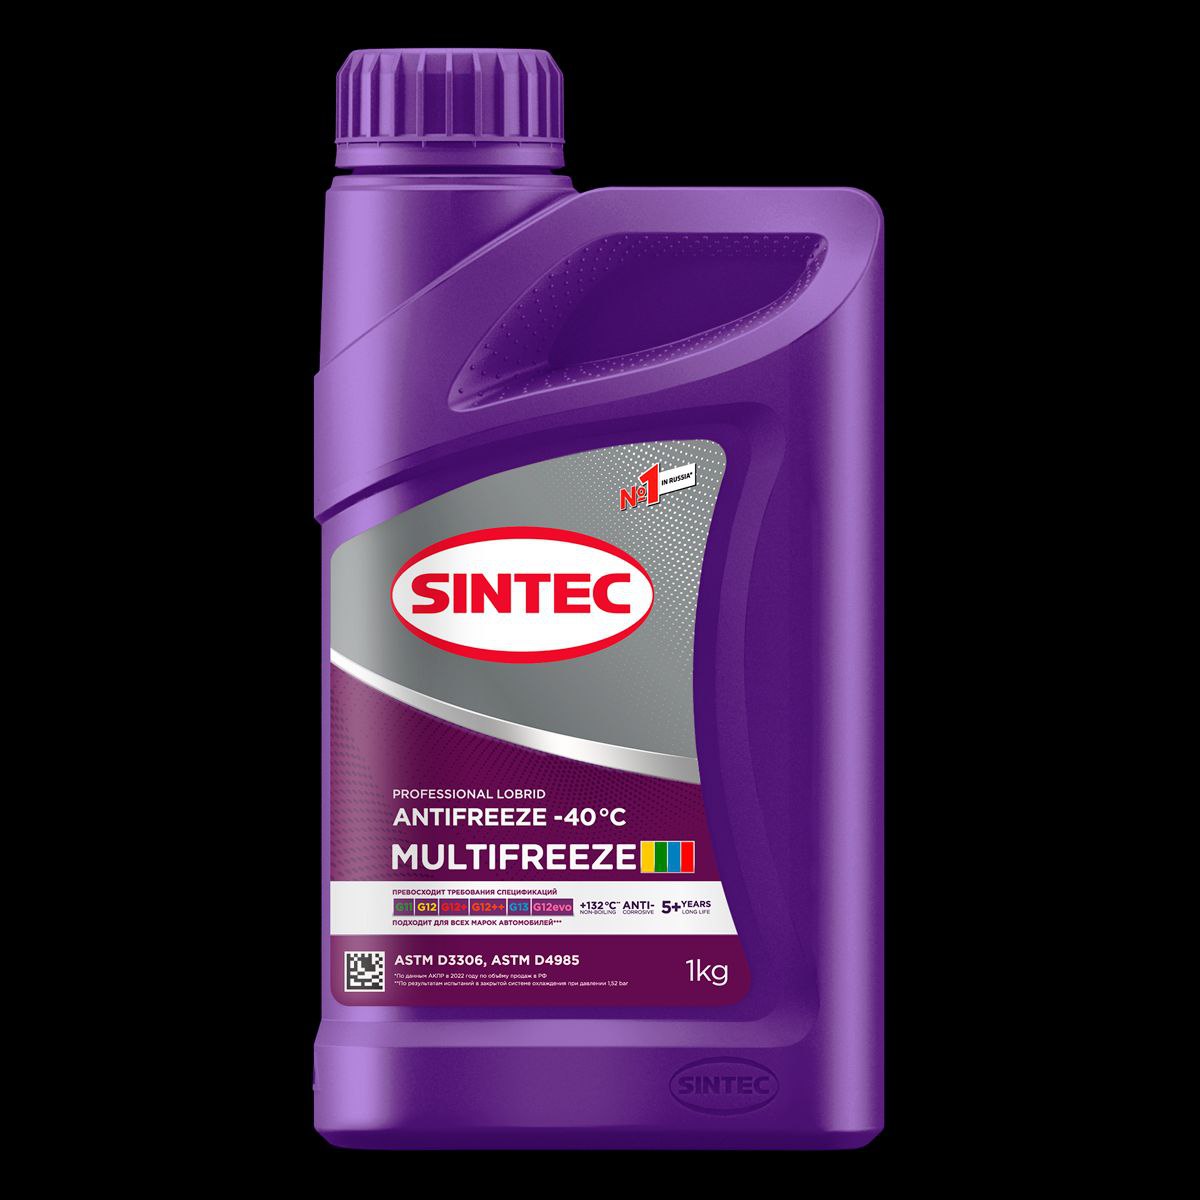 №1 IN RUSSIA*
SINTEC
PROFESSIONAL LOBRID
ANTIFREEZE -40°C
MULTIFREEZE
ПРЕВОСХОДИТ ТРЕБОВАНИЯ СПЕЦИФИКАЦИЙ
G11 G12 G12+ G12++ G13 G12evo
ПОДХОДИТ ДЛЯ ВСЕХ МАРОК АВТОМОБИЛЕЙ***
+132°C** ANTI- 5+ YEARS
NON-BOILING CORROSIVE LONG LIFE
ASTM D3306, ASTM D4985
*По данным АКПР в 2022 году по объёму продаж в РФ
**По результатам испытаний в закрытой системе охлаждения при давлении 1,52 bar
1kg
SINTEC